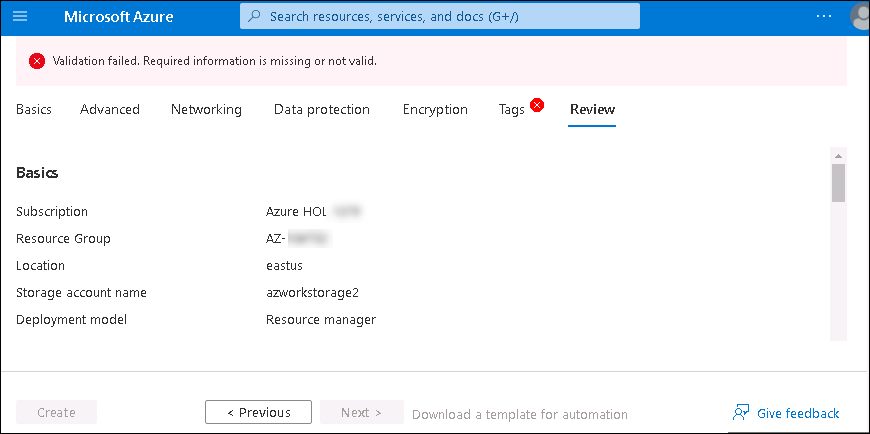 Microsoft Azure
Search resources, services, and docs (G+/)
Validation failed. Required information is missing or not valid.
Basics Advanced Networking Data protection Encryption Tags Review
Basics
Subscription Azure HOL
Resource Group AZ-
Location eastus
Storage account name azworkstorage2
Deployment model Resource manager
Create < Previous Next > Download a template for automation Give feedback